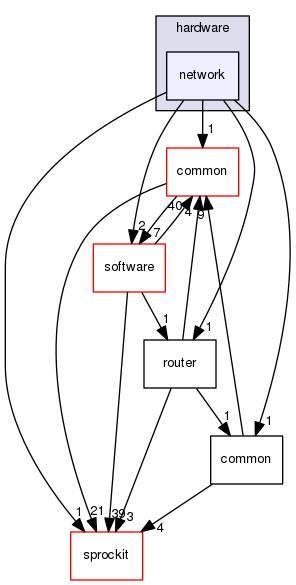 hardware
network
1
common
40
4
9
2
7
software
1
1
router
1
1
common
1
21
39
3
4
sprockit